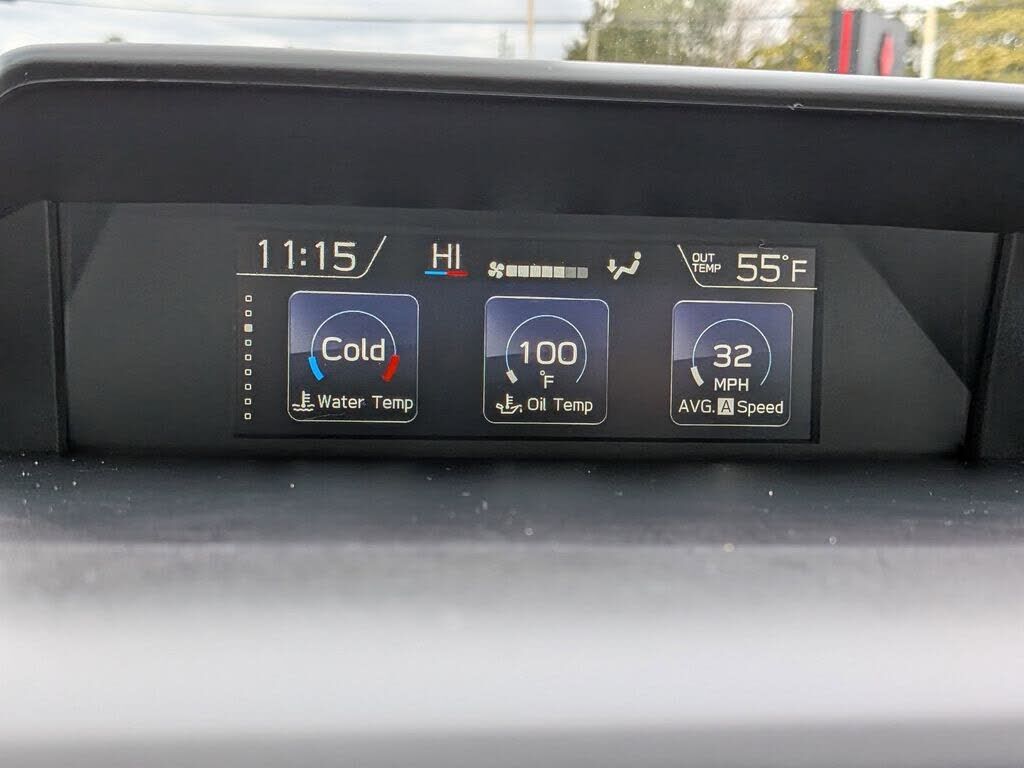 11:15
HI
OUT TEMP 55°F
Cold
Water Temp
100
°F
Oil Temp
32
MPH
AVG. A Speed